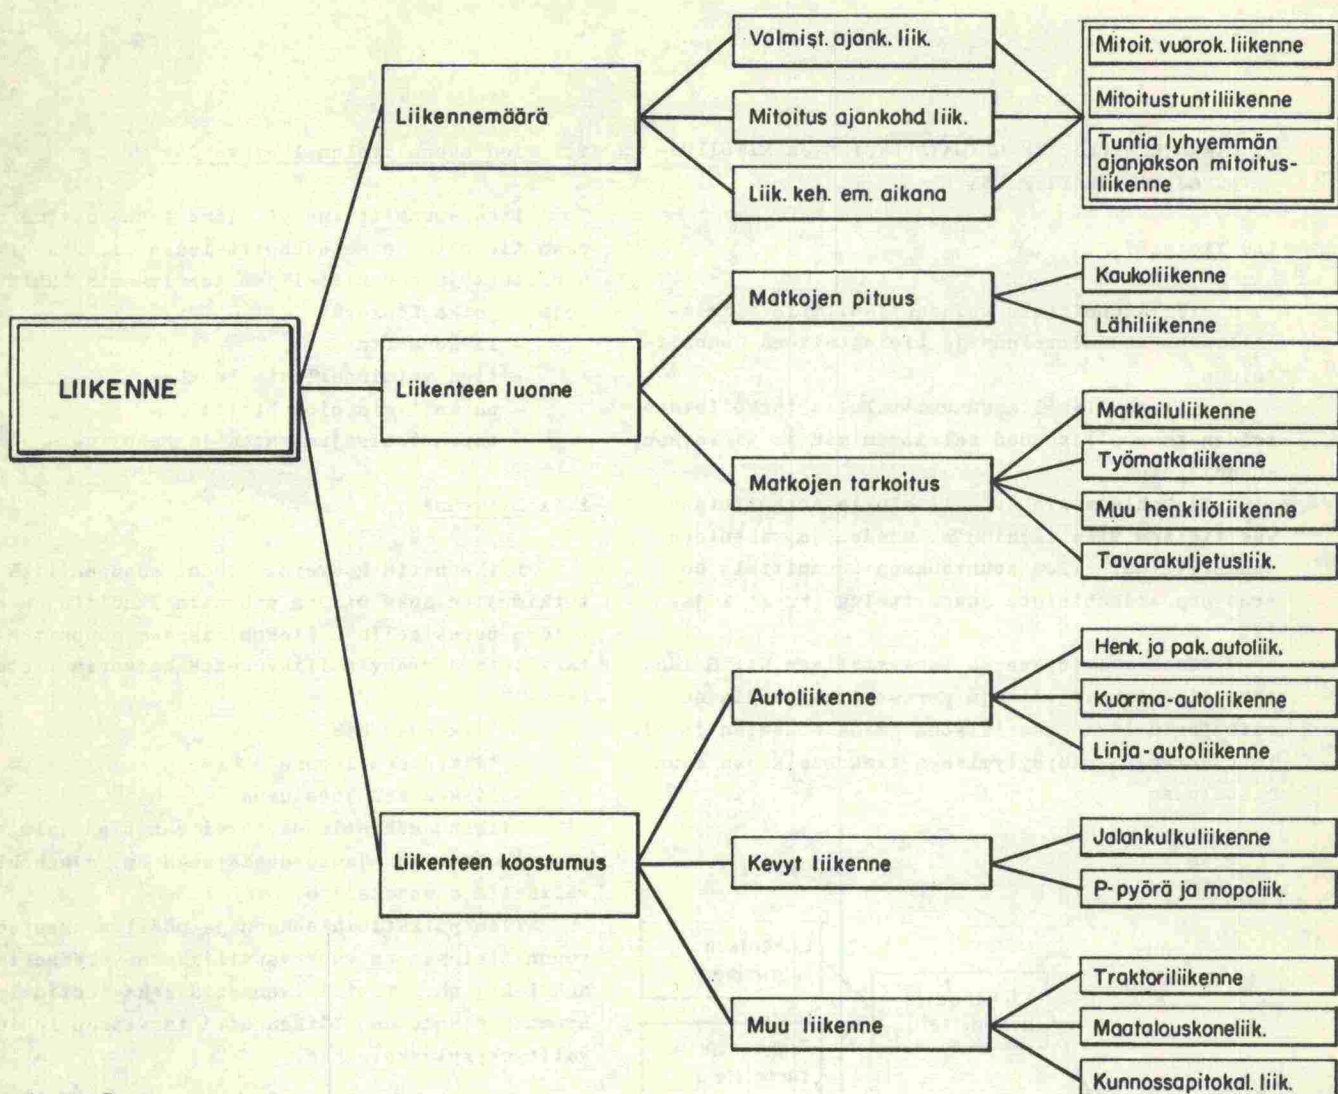 LIIKENNE
Liikennemäärä
Valmist. ajank. liik.
Mitoitus ajankohd. liik.
Liik. keh. em. aikana
Mitoit. vuorok. liikenne
Mitoitustuntiliikenne
Tuntia lyhyemmän
ajanjakson mitoitus-
liikenne
Liikenteen luonne
Matkojen pituus
Kaukoliikenne
Lähiliikenne
Matkojen tarkoitus
Matkailuliikenne
Työmatkaliikenne
Muu henkilöliikenne
Tavarakuljetusliik.
Liikenteen koostumus
Autoliikenne
Henk. ja pak. autoliik.
Kuorma-autoliikenne
Linja-autoliikenne
Kevyt liikenne
Jalankulkuliikenne
P-pyörä ja mopoliik.
Muu liikenne
Traktoriliikenne
Maatalouskoneliik.
Kunnossapitokal. liik.